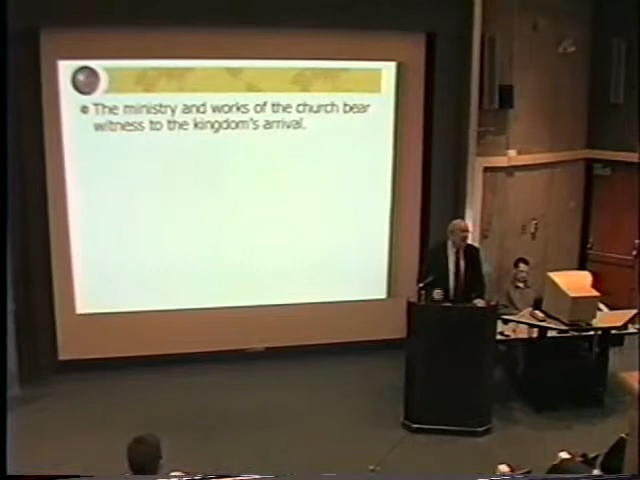 The ministry and works of the church bear
witness to the kingdom's arrival.